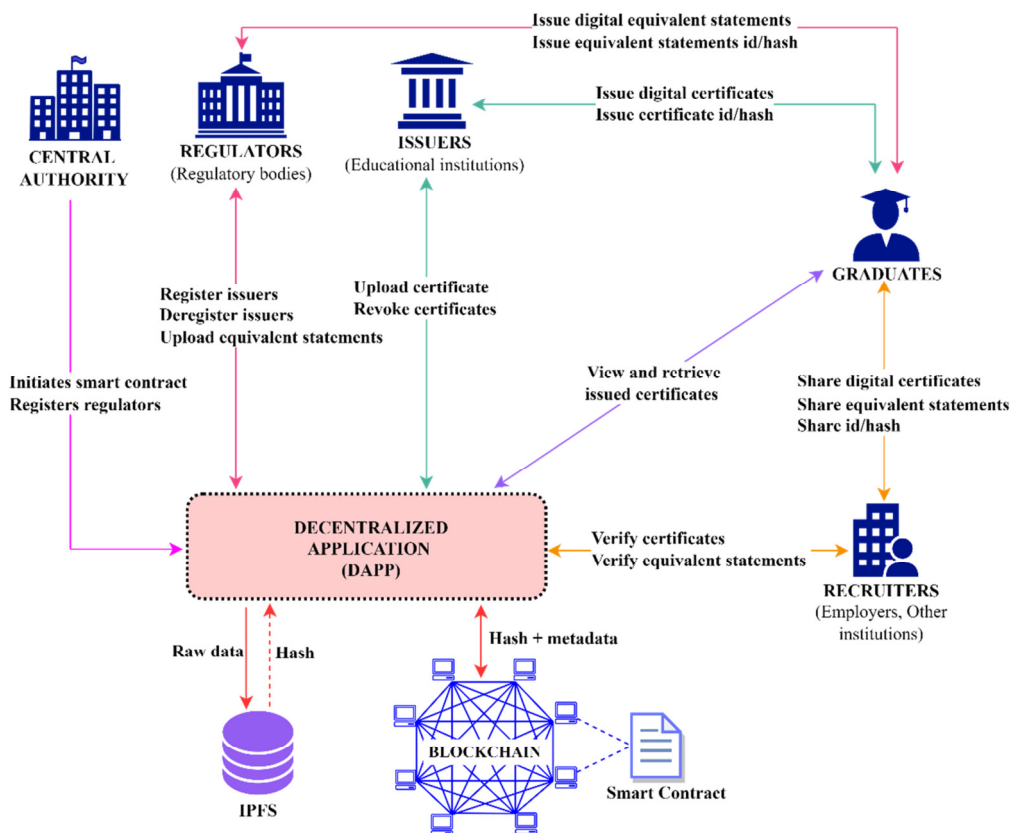 Issue digital equivalent statements
Issue equivalent statements id/hash
Issue digital certificates
Issue certificate id/hash
CENTRAL
AUTHORITY
REGULATORS
(Regulatory bodies)
ISSUERS
(Educational institutions)
GRADUATES
Register issuers
Deregister issuers
Upload equivalent statements
Upload certificate
Revoke certificates
View and retrieve
issued certificates
Initiates smart contract
Registers regulators
Share digital certificates
Share equivalent statements
Share id/hash
DECENTRALIZED
APPLICATION
(DAPP)
Verify certificates
Verify equivalent statements
RECRUITERS
(Employers, Other
institutions)
Raw data
Hash
Hash + metadata
BLOCKCHAIN
IPFS
Smart Contract